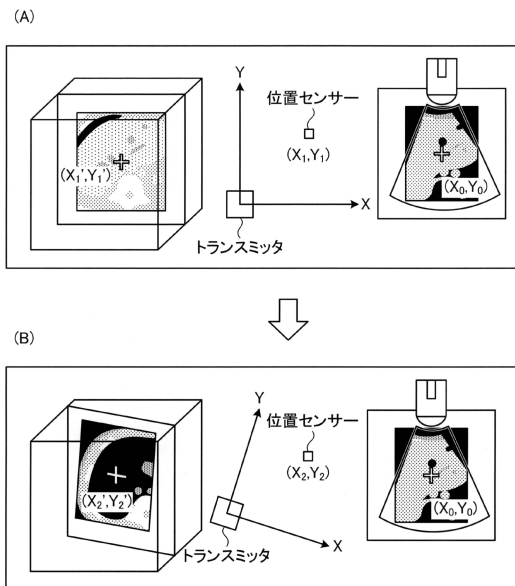 (A)
Y
位置センサー
(X₁,Y₁)
(X₁',Y₁')
(X₀,Y₀)
X
トランスミッタ
(B)
Y
位置センサー
(X₂,Y₂)
(X₂',Y₂')
(X₀,Y₀)
X
トランスミッタ